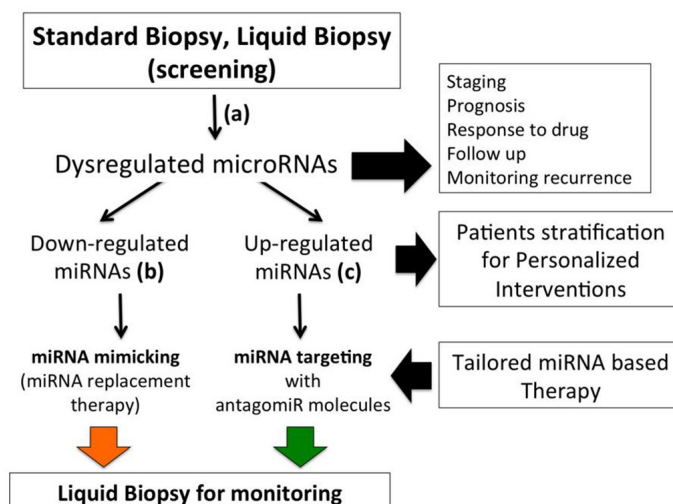 Standard Biopsy, Liquid Biopsy
(screening)
(a)
Staging
Prognosis
Response to drug
Follow up
Monitoring recurrence
Dysregulated microRNAs
Down-regulated
miRNAs (b)
Up-regulated
miRNAs (c)
Patients stratification
for Personalized
Interventions
miRNA mimicking
(miRNA replacement
therapy)
miRNA targeting
with
antagomiR molecules
Tailored miRNA based
Therapy
Liquid Biopsy for monitoring